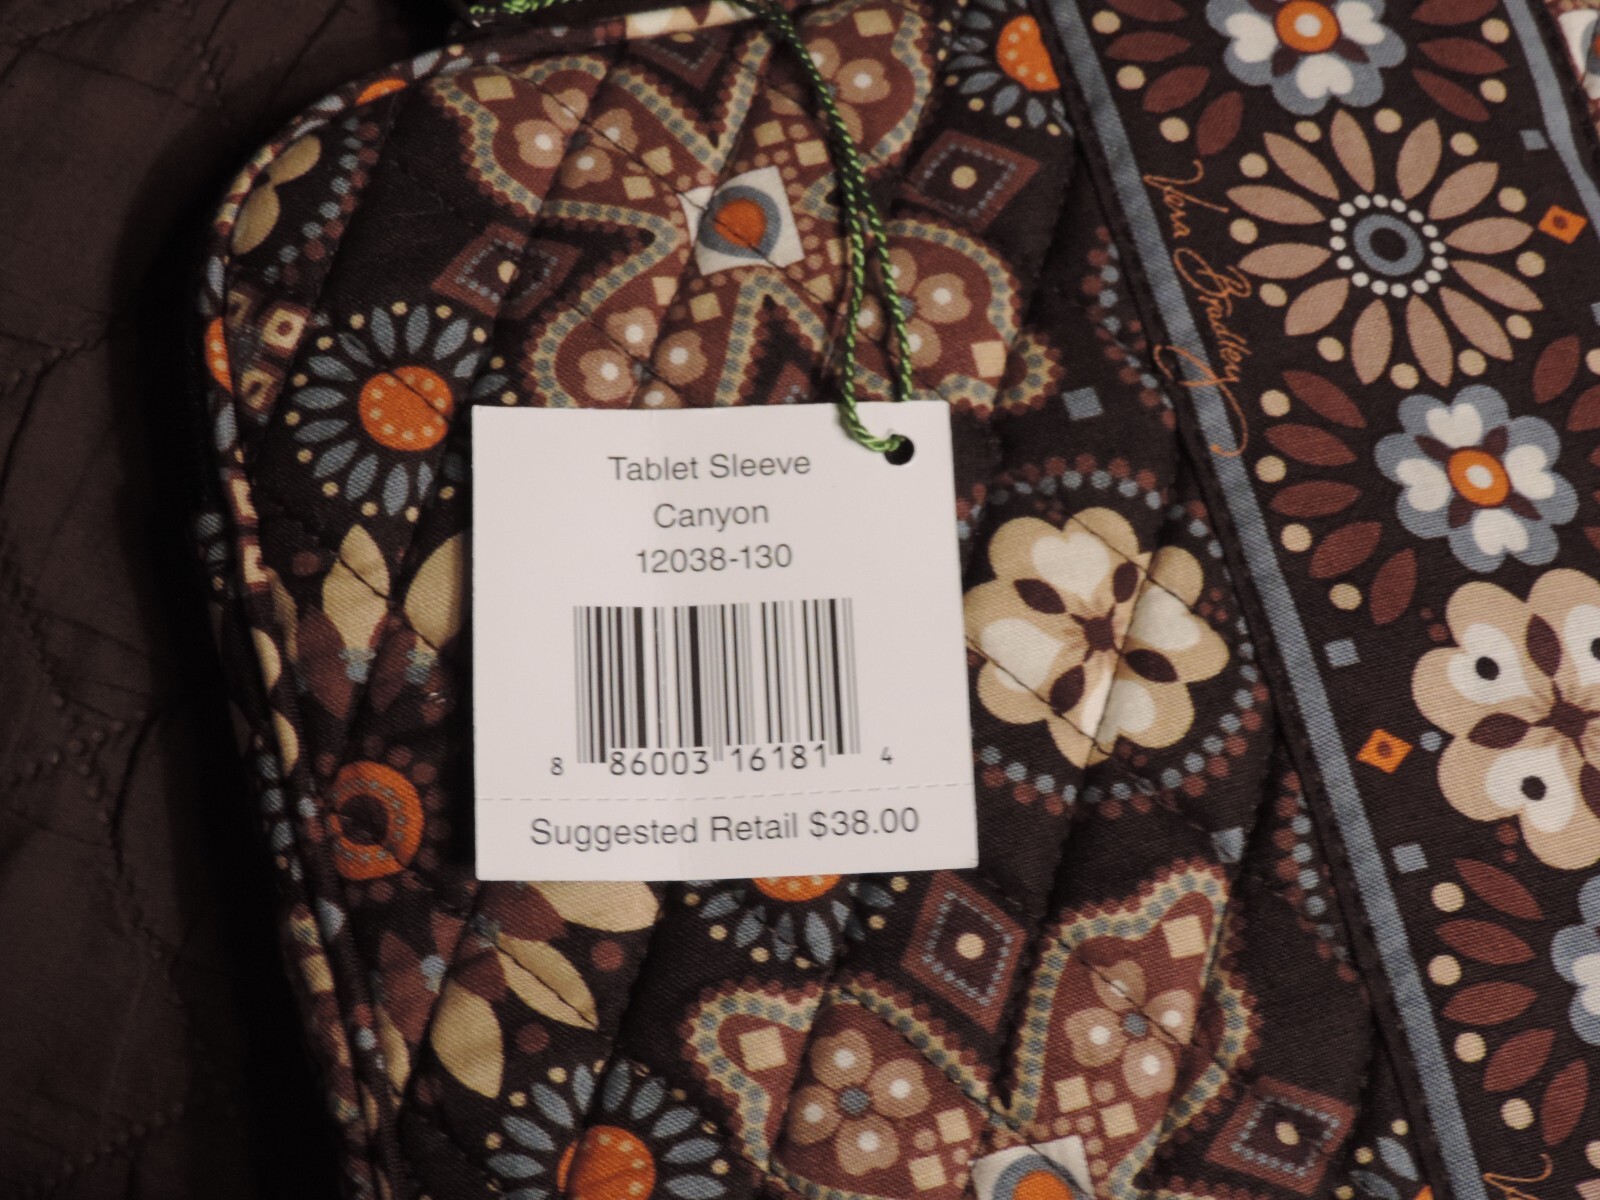 Tablet Sleeve
Canyon
12038-130
8 86003 16181 4
Suggested Retail $38.00
Vera Bradley